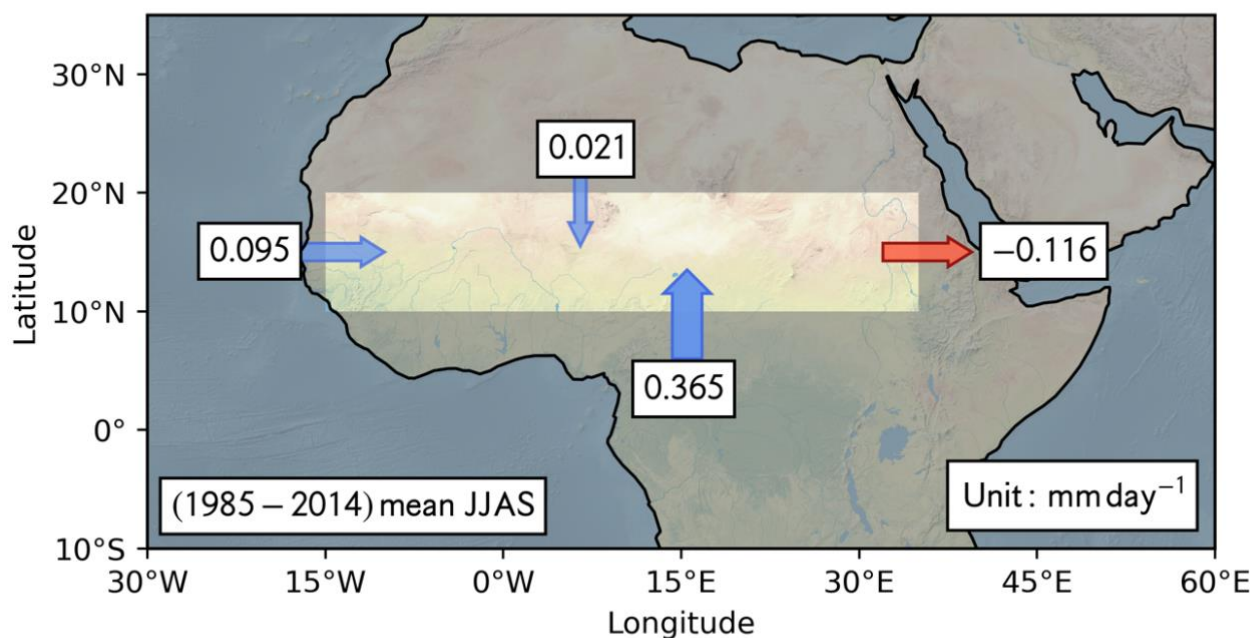 30°N
0.021
20°N
0.095
−0.116
10°N
0.365
0°
(1985 − 2014) mean JJAS
Unit : mm day⁻¹
10°S
30°W 15°W 0°W 15°E 30°E 45°E 60°E
Latitude
Longitude